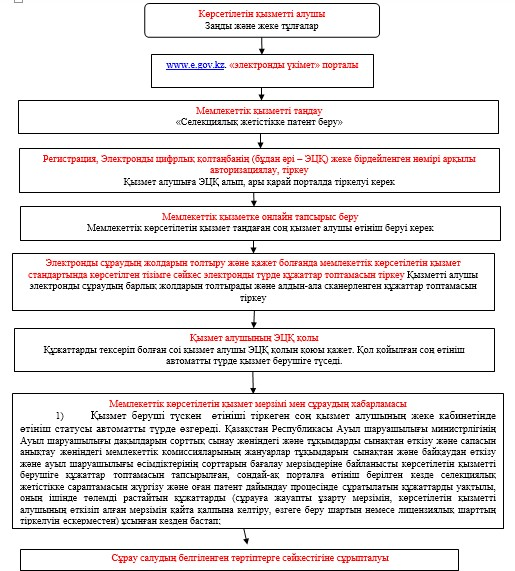 Көрсетілетін қызметті алушы
Заңды және жеке тұлғалар
www.e.gov.kz. «электронды үкімет» порталы
Мемлекеттік қызметті таңдау
«Селекциялық жетістікке патент беру»
Регистрация, Электронды цифрлық қолтаңбанің (бұдан әрі – ЭЦҚ) жеке бірдейленген нөмірі арқылы
авторизациялау, тіркеу
Қызмет алушыға ЭЦҚ алып, ары қарай порталда тіркелуі керек
Мемлекеттік қызметке онлайн тапсырыс беру
Мемлекеттік көрсетілетін қызмет таңдаған соң қызмет алушы өтініш беруі керек
Электронды сұраудың жолдарын толтыру және қажет болғанда мемлекеттік көрсетілетін қызмет
стандартында көрсетілген тізімге сәйкес электронды түрде құжаттар топтамасын тіркеу Қызметті алушы
электронды сұраудың барлық жолдарын толтырады және алдын-ала сканерленген құжаттар топтамасын
тіркеу
Қызмет алушының ЭЦҚ қолы
Құжаттарды тексеріп болған соі қызмет алушы ЭЦҚ қолын қоюы қажет. Қол қойылған соң өтініш
автоматты түрде қызмет берушіге түседі.
Мемлекеттік көрсетілетін қызмет мерзімі мен сұраудың хабарламасы
1) Қызмет беруші түскен өтініші тіркеген соң қызмет алушының жеке кабинетінде
өтініш статусы автоматты түрде өзгереді. Қазақстан Республикасы Ауыл шаруашылығы министрлігінің
Ауыл шаруашылығы дақылдарын сорттық сынау жөніндегі және тұқымдарды сынақтан өткізу және сапасын
анықтау жөніндегі мемлекеттік комиссияларының жануарлар тұқымдарын сынақтан және байқаудан өткізу
және ауыл шаруашылығы өсімдіктерінің сорттарын бағалау мерзімдеріне байланысты көрсетілетін қызметті
берушіге құжаттар топтамасын тапсырылған, сондай-ақ порталға өтініш берілген кезде селекциялық
жетістікке сараптамасын жүргізу және оған патент дайындау процесінде сұратылатын құжаттарды уақтылы,
оның ішінде төлемді растайтын құжаттарды (сұрауға жауапты ұзарту мерзімін, көрсетілетін қызметті
алушының өткізіп алған мерзімін қайта қалпына келтіру, өзгеге беру шартын немесе лицензиялық шарттың
тіркелуін ескерместен) ұсынған кезден бастап;
Сұрау салудың белгіленген тәртіптерге сәйкестігіне сұрыпталуы